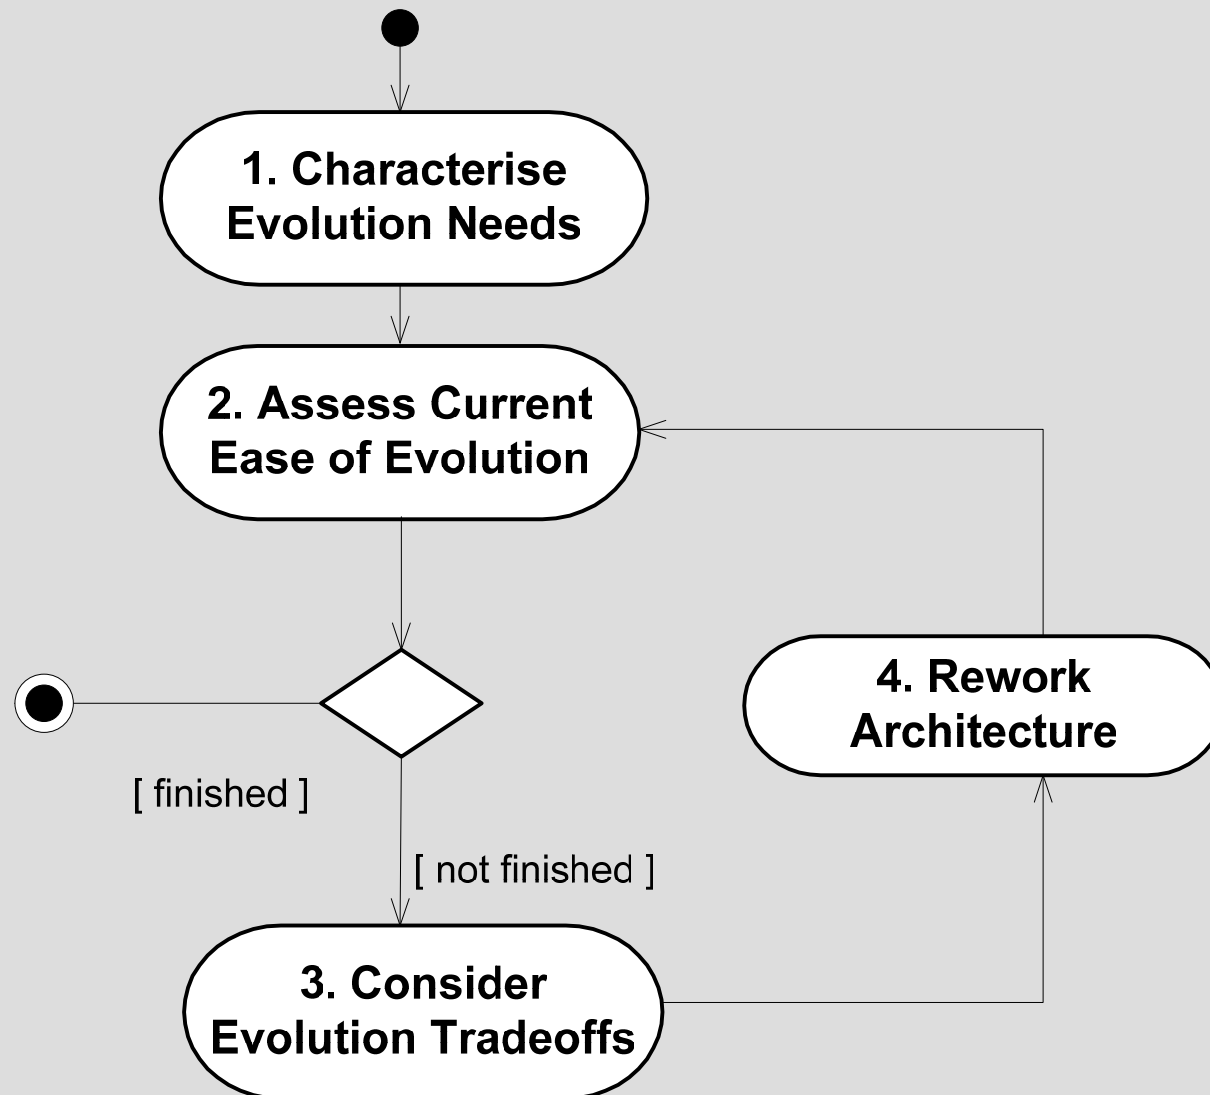 1. Characterise
Evolution Needs
2. Assess Current
Ease of Evolution
4. Rework
Architecture
[ finished ]
[ not finished ]
3. Consider
Evolution Tradeoffs